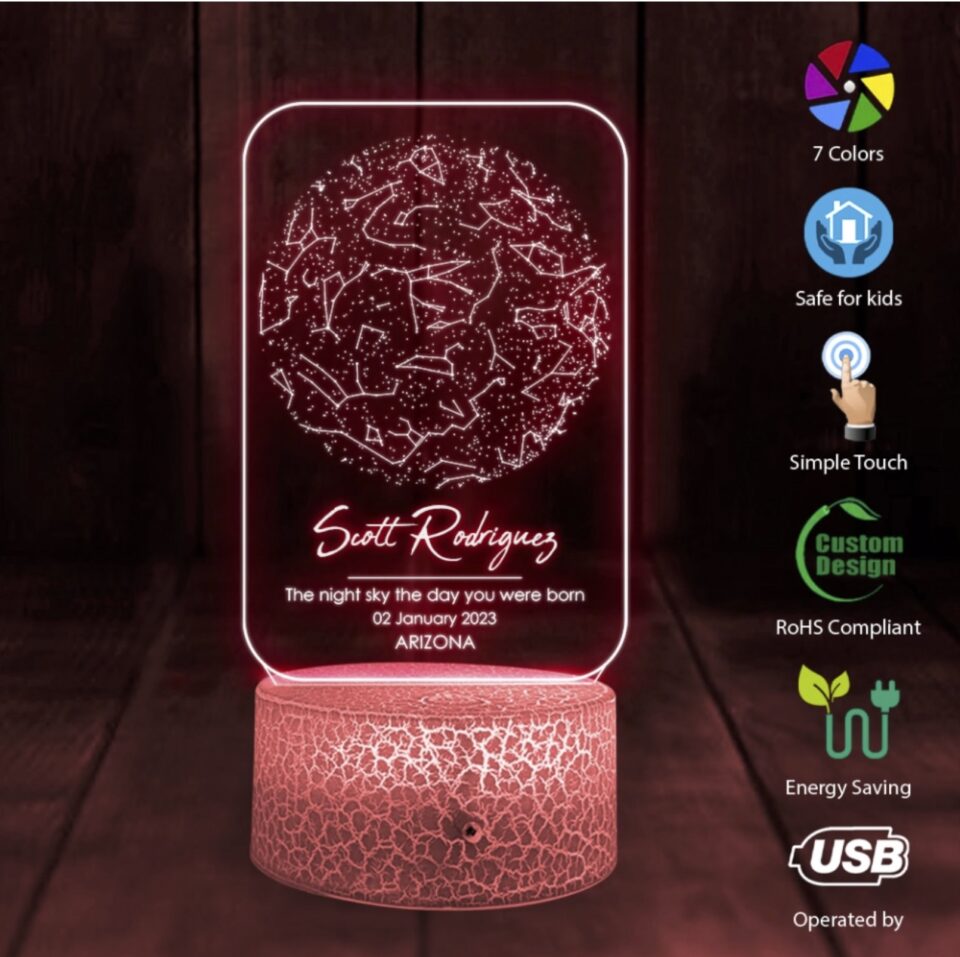 Scott Rodriguez
The night sky the day you were born
02 January 2023
ARIZONA
7 Colors
Safe for kids
Simple Touch
Custom
Design
RoHS Compliant
Energy Saving
USB
Operated by